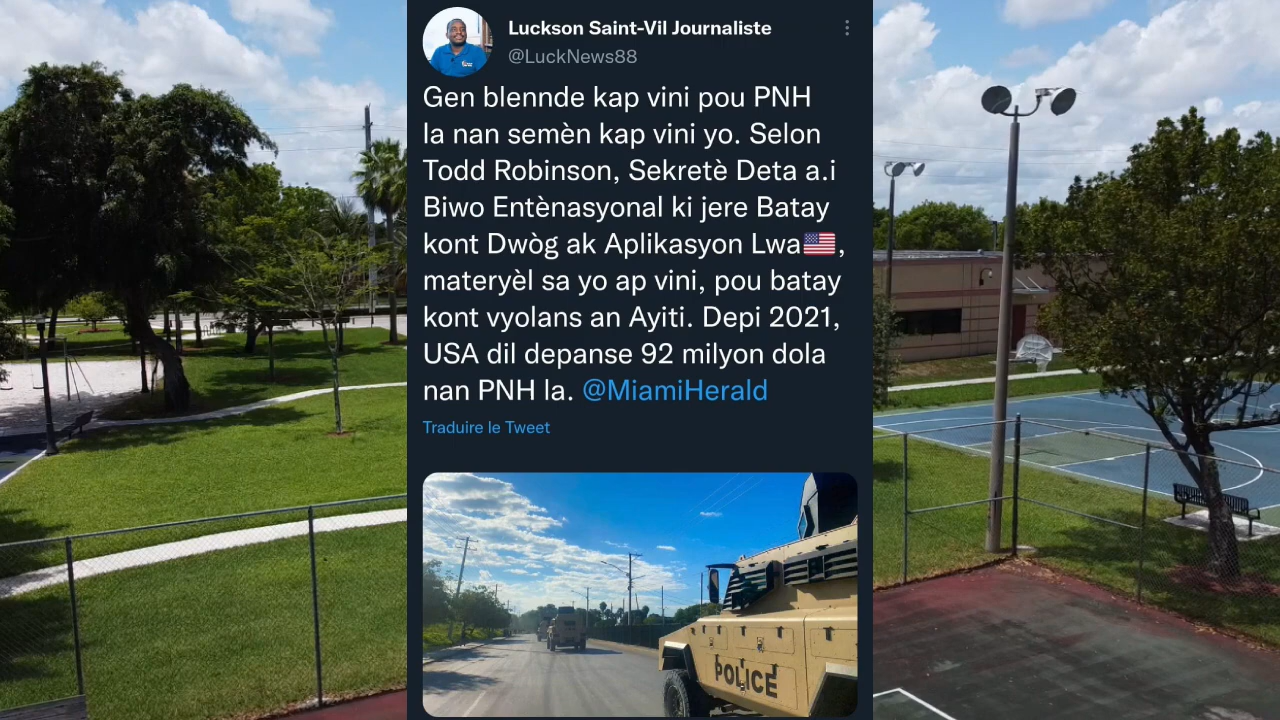 Luckson Saint-Vil Journaliste
@LuckNews88
Gen blennde kap vini pou PNH
la nan semèn kap vini yo. Selon
Todd Robinson, Sekretè Deta a.i
Biwo Entènasyonal ki jere Batay
kont Dwòg ak Aplikasyon Lwa🇺🇸,
materyèl sa yo ap vini, pou batay
kont vyolans an Ayiti. Depi 2021,
USA dil depanse 92 milyon dola
nan PNH la. @MiamiHerald
Traduire le Tweet
POLICE